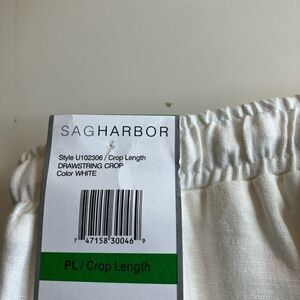 SAGHARBOR
Style U102306 / Crop Length
DRAWSTRING CROP
Color WHITE
7 47158 30046 9
PL / Crop Length